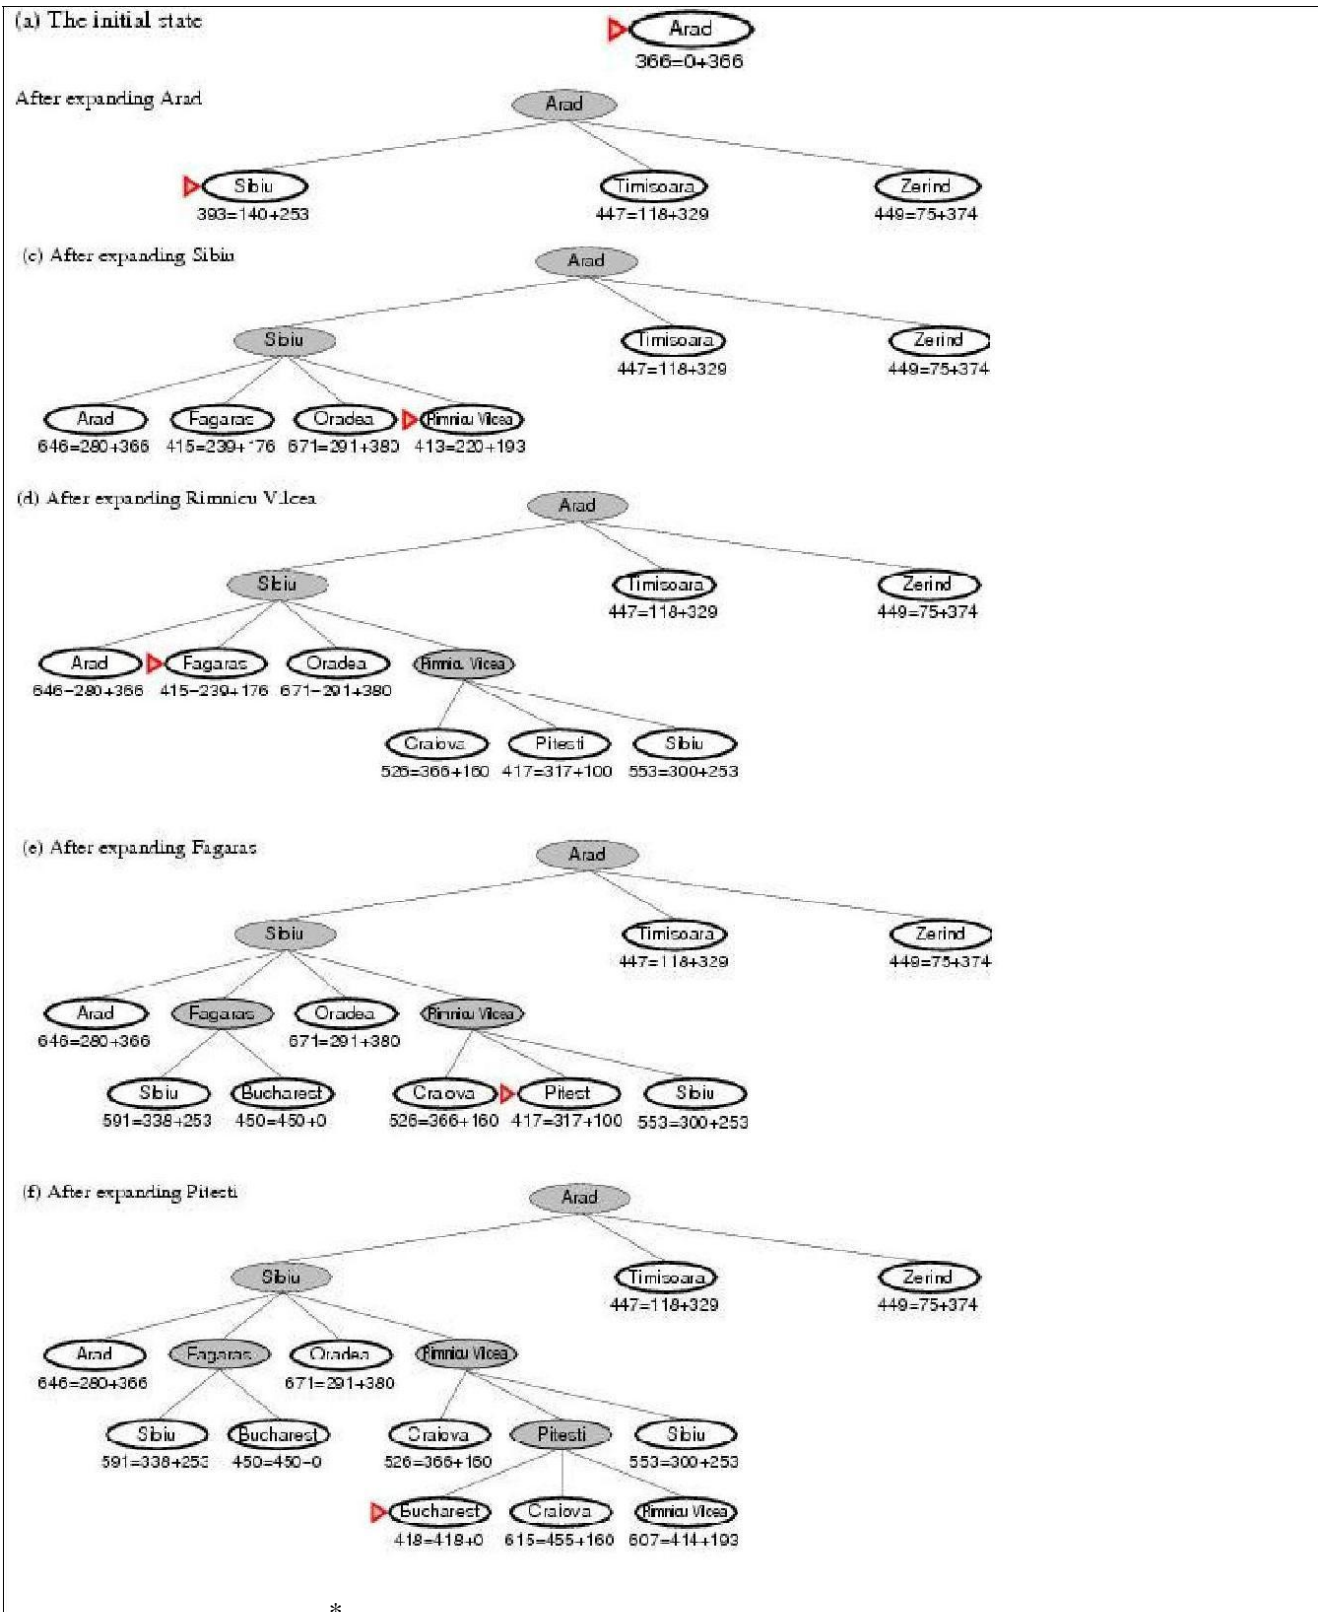 (a) The initial state
Arad
366=0+366
After expanding Arad
Arad
Sibiu Timisoara Zerind
393=140+253 447=118+329 449=75+374
(c) After expanding Sibiu
Arad
Sibiu Timisoara Zerind
447=118+329 449=75+374
Arad Fagaras Oradea Rimnicu Vilcea
646=280+366 415=239+176 671=291+380 413=220+193
(d) After expanding Rimnicu Vilcea
Arad
Sibiu Timisoara Zerind
447=118+329 449=75+374
Arad Fagaras Oradea Rimnicu Vilcea
646=280+366 415=239+176 671=291+380
Craiova Pitesti Sibiu
526=366+160 417=317+100 553=300+253
(e) After expanding Fagaras
Arad
Sibiu Timisoara Zerind
447=118+329 449=75+374
Arad Fagaras Oradea Rimnicu Vilcea
646=280+366 671=291+380
Sibiu Bucharest Craiova Pitest Sibiu
591=338+253 450=450+0 526=366+160 417=317+100 553=300+253
(f) After expanding Pitesti
Arad
Sibiu Timisoara Zerind
447=118+329 449=75+374
Arad Fagaras Oradea Rimnicu Vilcea
646=280+366 671=291+380
Sibiu Bucharest Craiova Pitesti Sibiu
591=338+253 450=450+0 526=366+160 553=300+253
Bucharest Craiova Rimnicu Vilcea
418=418+0 615=455+160 607=414+193
*